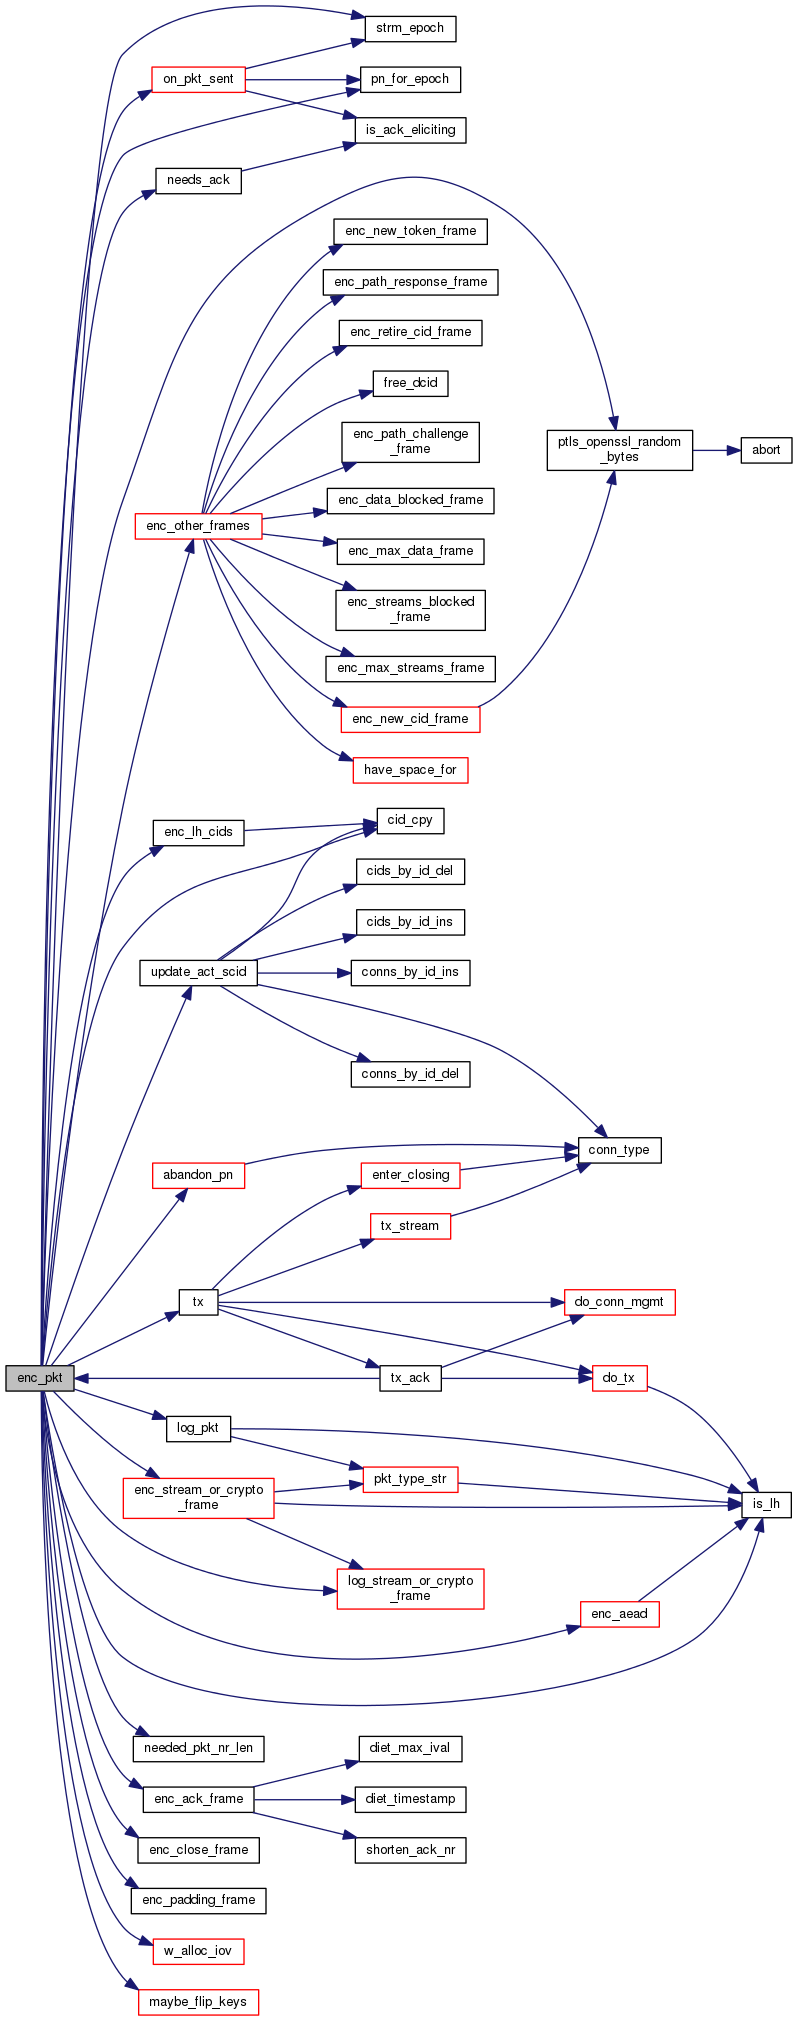 strm_epoch
on_pkt_sent
pn_for_epoch
is_ack_eliciting
needs_ack
enc_new_token_frame
enc_path_response_frame
enc_retire_cid_frame
free_dcid
enc_path_challenge
_frame
ptls_openssl_random
_bytes
abort
enc_data_blocked_frame
enc_other_frames
enc_max_data_frame
enc_streams_blocked
_frame
enc_max_streams_frame
enc_new_cid_frame
have_space_for
cid_cpy
enc_lh_cids
cids_by_id_del
cids_by_id_ins
update_act_scid
conns_by_id_ins
conns_by_id_del
conn_type
abandon_pn
enter_closing
tx_stream
tx
do_conn_mgmt
enc_pkt
tx_ack
do_tx
log_pkt
pkt_type_str
enc_stream_or_crypto
_frame
is_lh
log_stream_or_crypto
_frame
enc_aead
needed_pkt_nr_len
diet_max_ival
enc_ack_frame
diet_timestamp
enc_close_frame
shorten_ack_nr
enc_padding_frame
w_alloc_iov
maybe_flip_keys